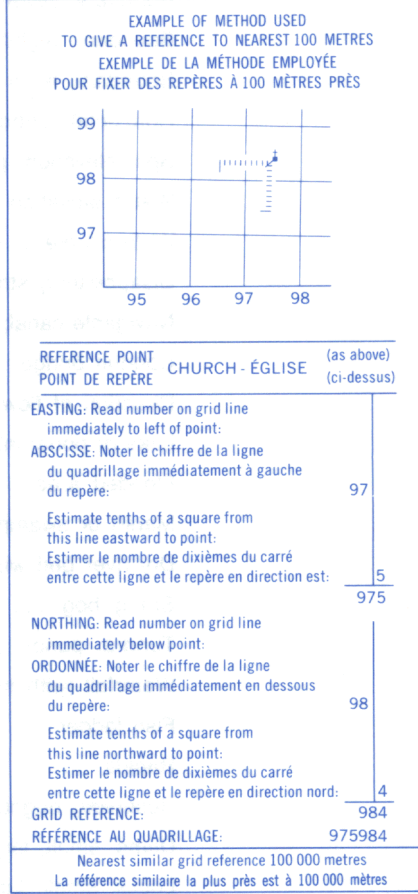 EXAMPLE OF METHOD USED
TO GIVE A REFERENCE TO NEAREST 100 METRES
EXEMPLE DE LA MÉTHODE EMPLOYÉE
POUR FIXER DES REPÈRES À 100 MÈTRES PRÈS
99
98
97
95 96 97 98
REFERENCE POINT
POINT DE REPÈRE
CHURCH - ÉGLISE
(as above)
(ci-dessus)
EASTING: Read number on grid line
immediately to left of point:
ABSCISSE: Noter le chiffre de la ligne
du quadrillage immédiatement à gauche
du repère: 97
Estimate tenths of a square from
this line eastward to point:
Estimer le nombre de dixièmes du carré
entre cette ligne et le repère en direction est: 5
975
NORTHING: Read number on grid line
immediately below point:
ORDONNÉE: Noter le chiffre de la ligne
du quadrillage immédiatement en dessous
du repère: 98
Estimate tenths of a square from
this line northward to point:
Estimer le nombre de dixièmes du carré
entre cette ligne et le repère en direction nord: 4
GRID REFERENCE: 984
RÉFÉRENCE AU QUADRILLAGE: 975984
Nearest similar grid reference 100 000 metres
La référence similaire la plus près est à 100 000 mètres